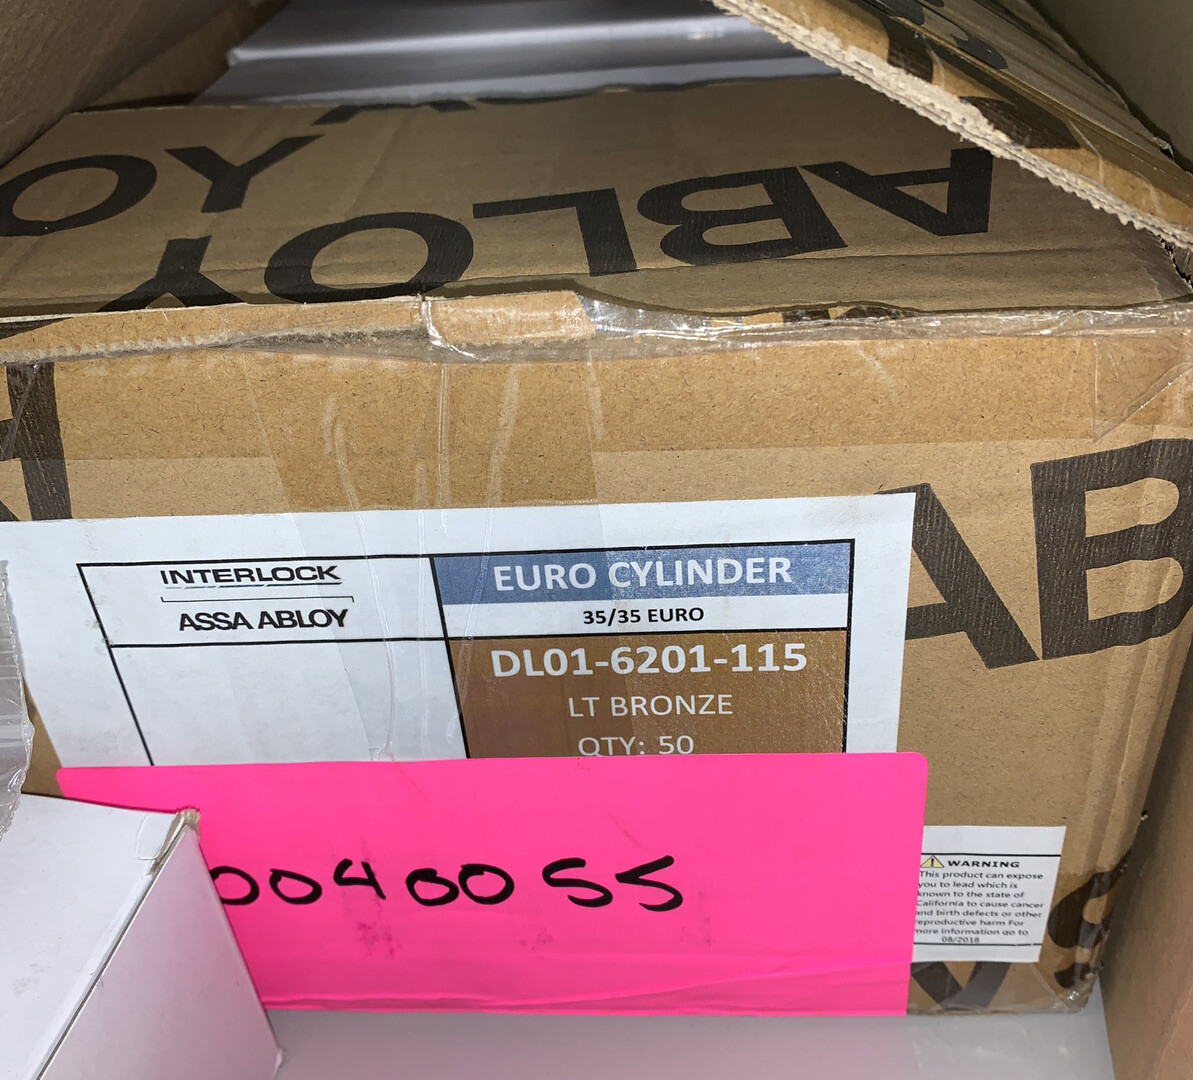 OY
ABLOY
AB
INTERLOCK
ASSA ABLOY
EURO CYLINDER
35/35 EURO
DL01-6201-115
LT BRONZE
QTY: 50
0040055
WARNING
This product can expose
you to lead which is
known to the state of
California to cause cancer
and birth defects or other
reproductive harm For
more information go to
08/2018